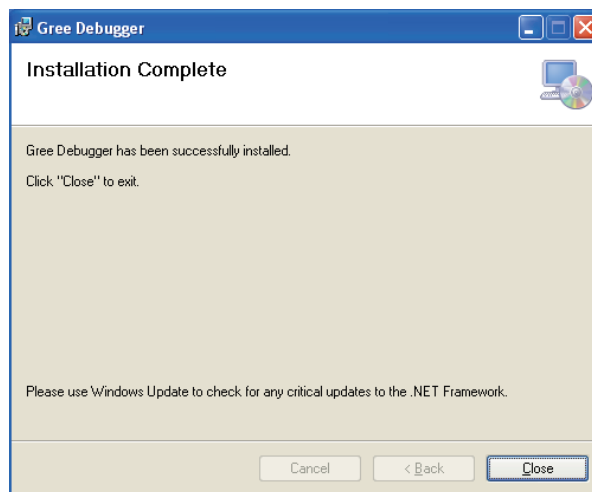 Gree Debugger
Installation Complete
Gree Debugger has been successfully installed.
Click "Close" to exit.
Please use Windows Update to check for any critical updates to the .NET Framework.
Cancel
< Back
Close